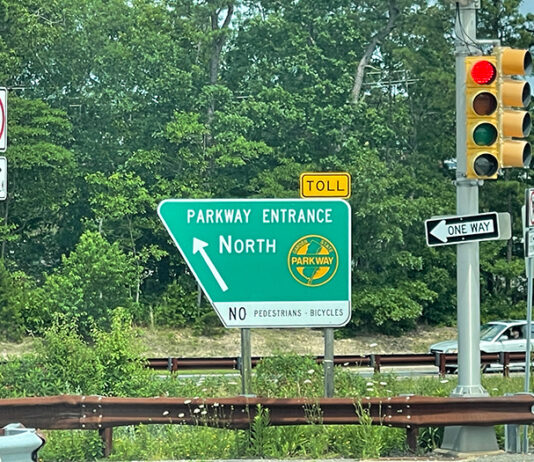 TOLL
PARKWAY ENTRANCE
NORTH
GARDEN STATE
PARKWAY
NO PEDESTRIANS - BICYCLES
ONE WAY